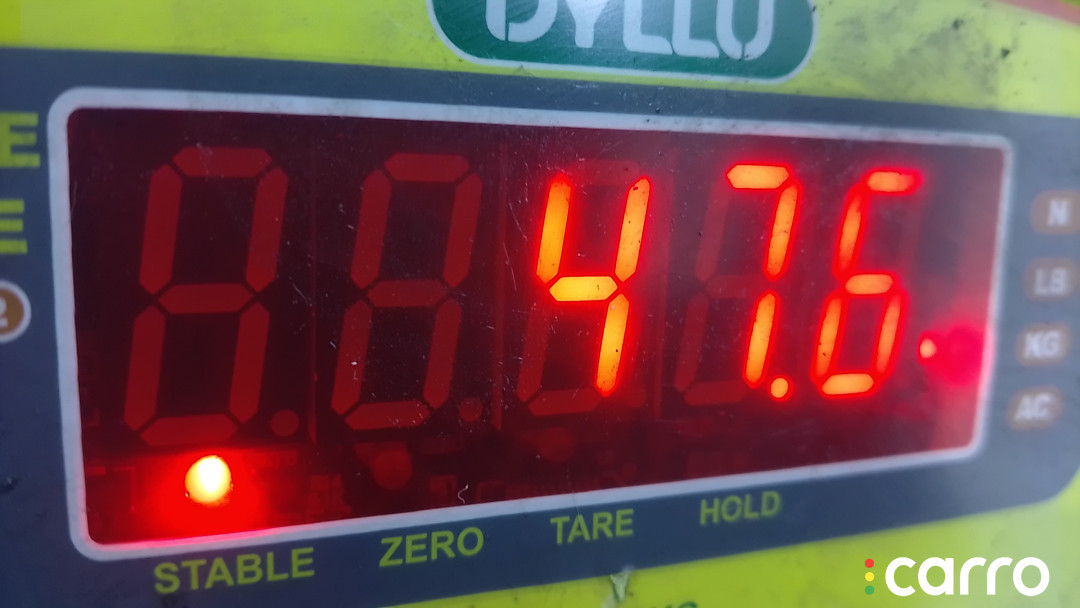 47.6
N
LB
KG
AC
STABLE ZERO TARE HOLD
carro